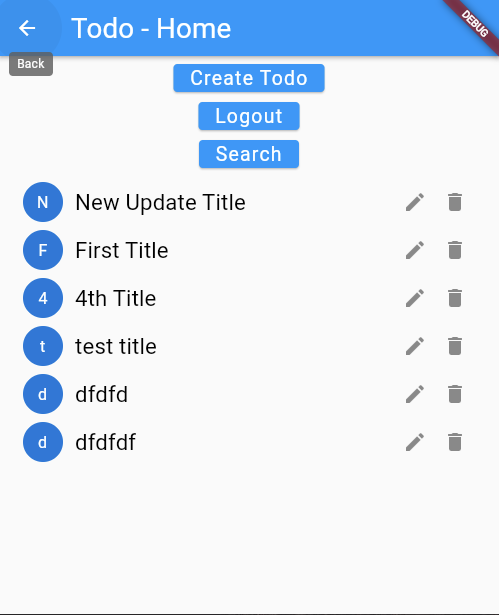 Todo - Home
DEBUG
Back
Create Todo
Logout
Search
N New Update Title
F First Title
4 4th Title
t test title
d dfdfd
d dfdfdf